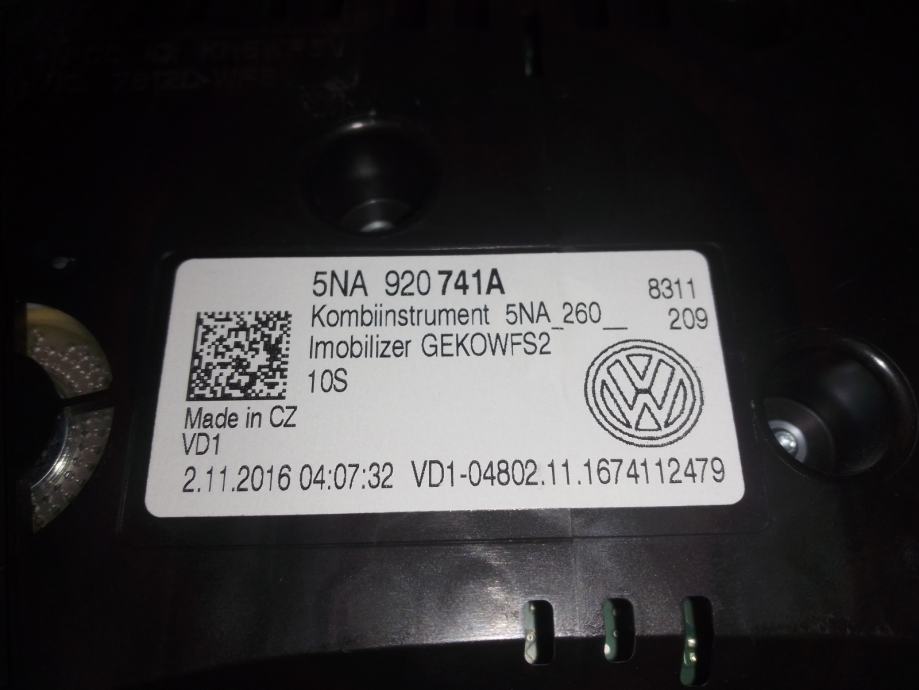 5NA 920 741A
8311
Kombiinstrument 5NA_260__ 209
Imobilizer GEKOWFS2
10S
Made in CZ
VD1
2.11.2016 04:07:32 VD1-04802.11.1674112479